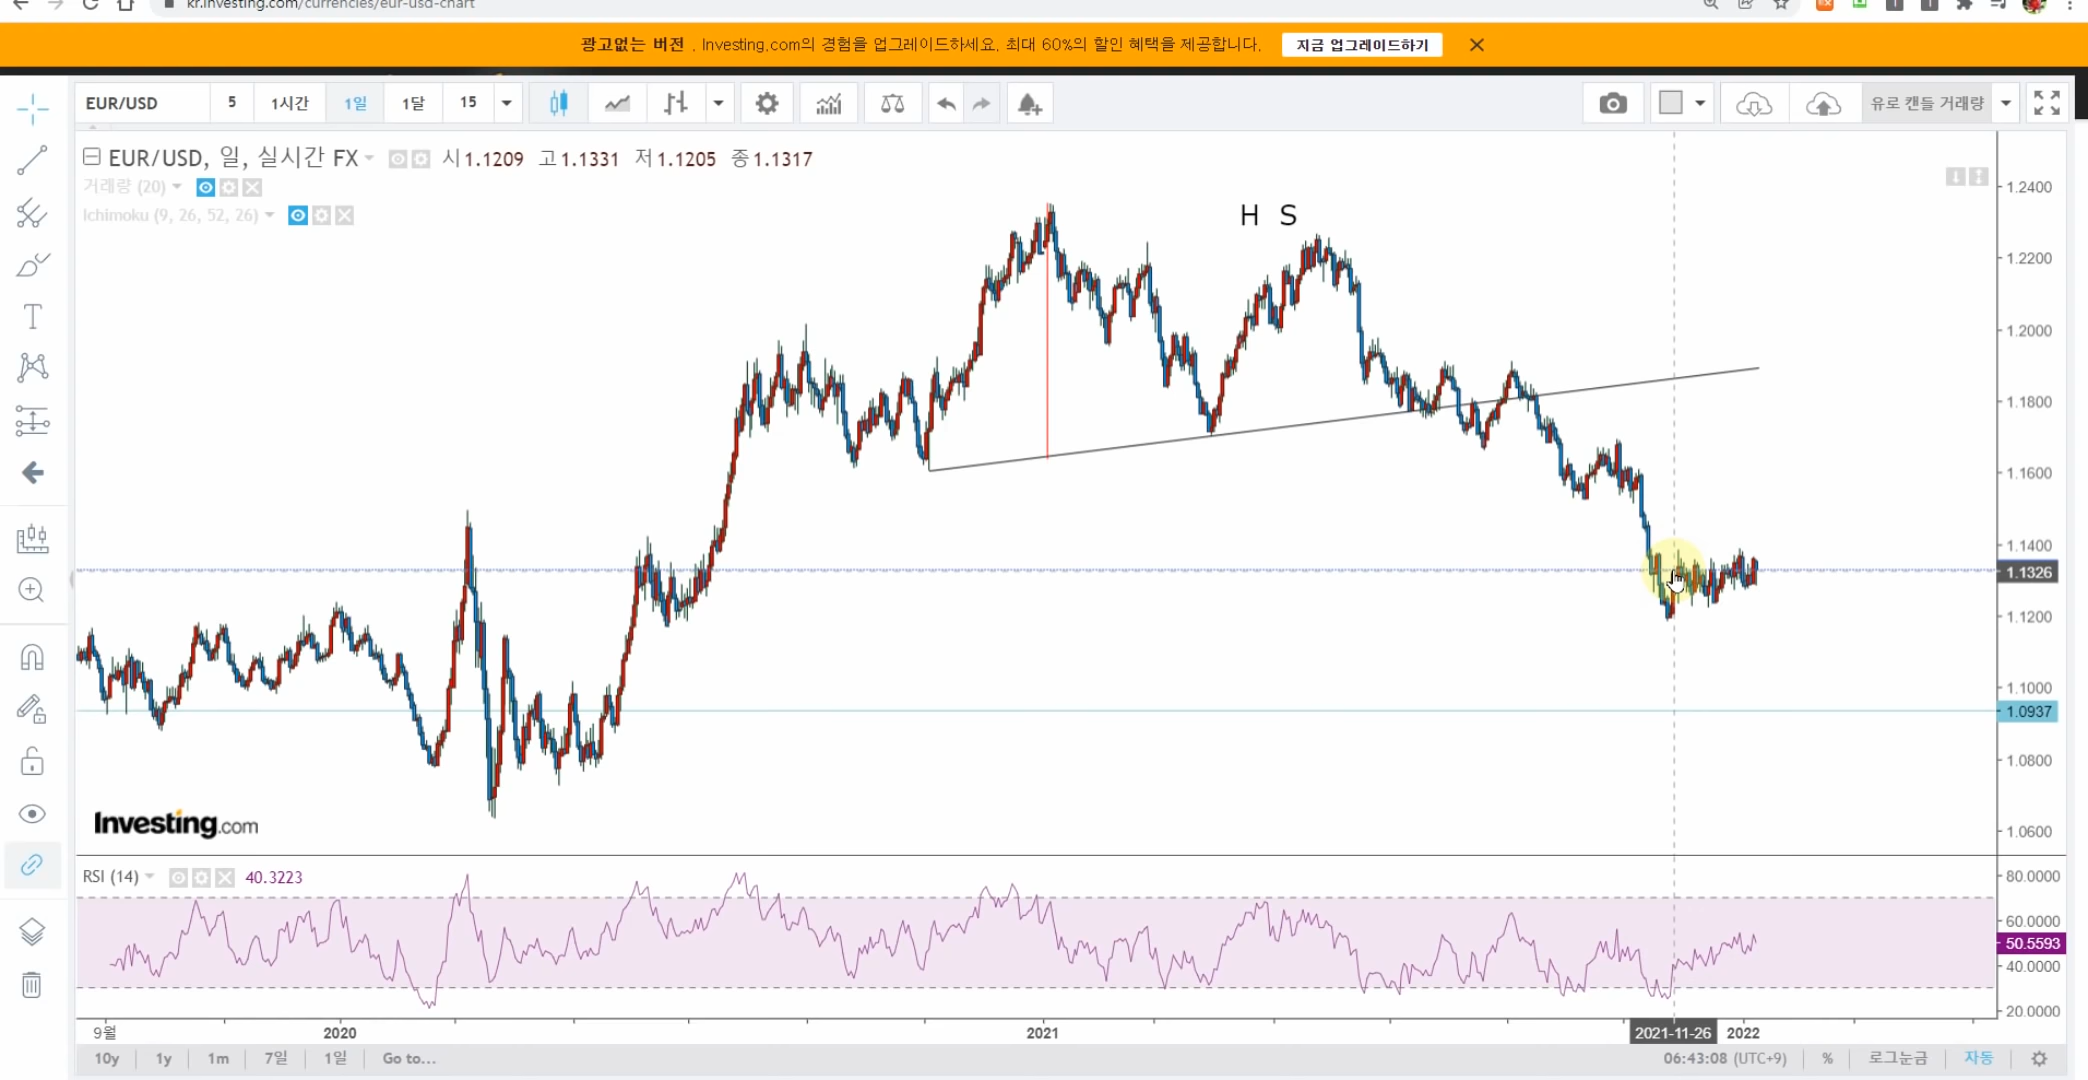 kr.investing.com/currencies/eur-usd-chart
광고없는 버전 . Investing.com의 경험을 업그레이드하세요. 최대 60%의 할인 혜택을 제공합니다. 지금 업그레이드하기
EUR/USD 5 1시간 1일 1달 15 유로 캔들 거래량
EUR/USD, 일, 실시간 FX 시1.1209 고1.1331 저1.1205 종1.1317
거래량 (20)
Ichimoku (9, 26, 52, 26)
H S
1.2400
1.2200
1.2000
1.1800
1.1600
1.1400
1.1326
1.1200
1.1000
1.0937
1.0800
1.0600
Investing.com
RSI (14) 40.3223
80.0000
60.0000
50.5593
40.0000
20.0000
9월 2020 2021 2021-11-26 2022
10y 1y 1m 7일 1일 Go to... 06:43:08 (UTC+9) % 로그눈금 자동